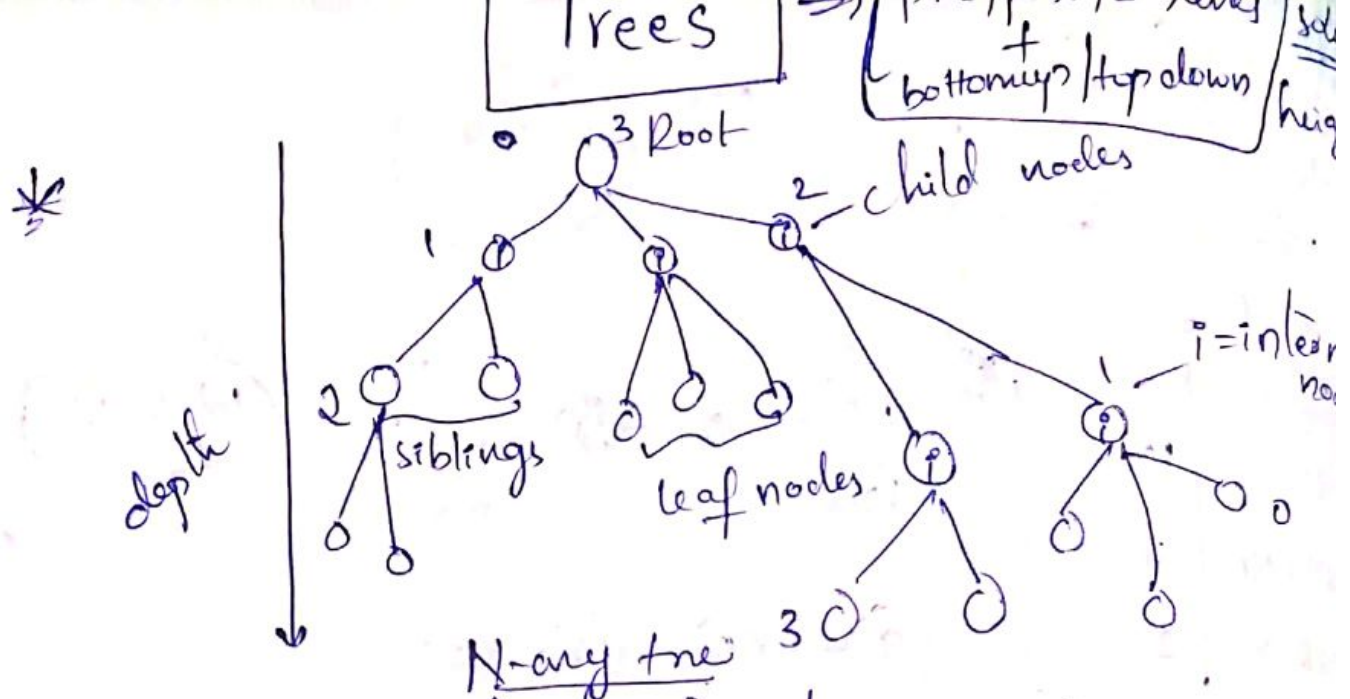 Trees
+
bottomup/top down
3 Root
2 child nodes
1
i
i
i
i=inter
1
2
siblings
leaf nodes
i
i
depth
0
3
N-ary tree